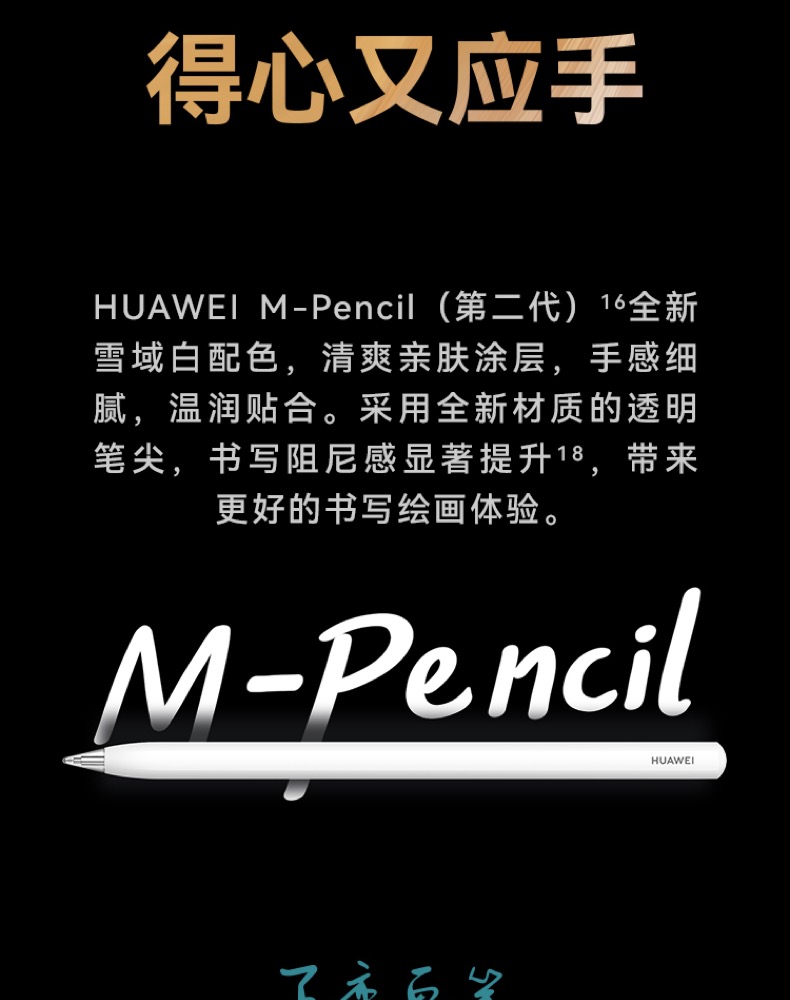 得心又应手
HUAWEI M-Pencil（第二代）¹⁶全新
雪域白配色，清爽亲肤涂层，手感细
腻，温润贴合。采用全新材质的透明
笔尖，书写阻尼感显著提升¹⁸，带来
更好的书写绘画体验。
M-Pencil
HUAWEI